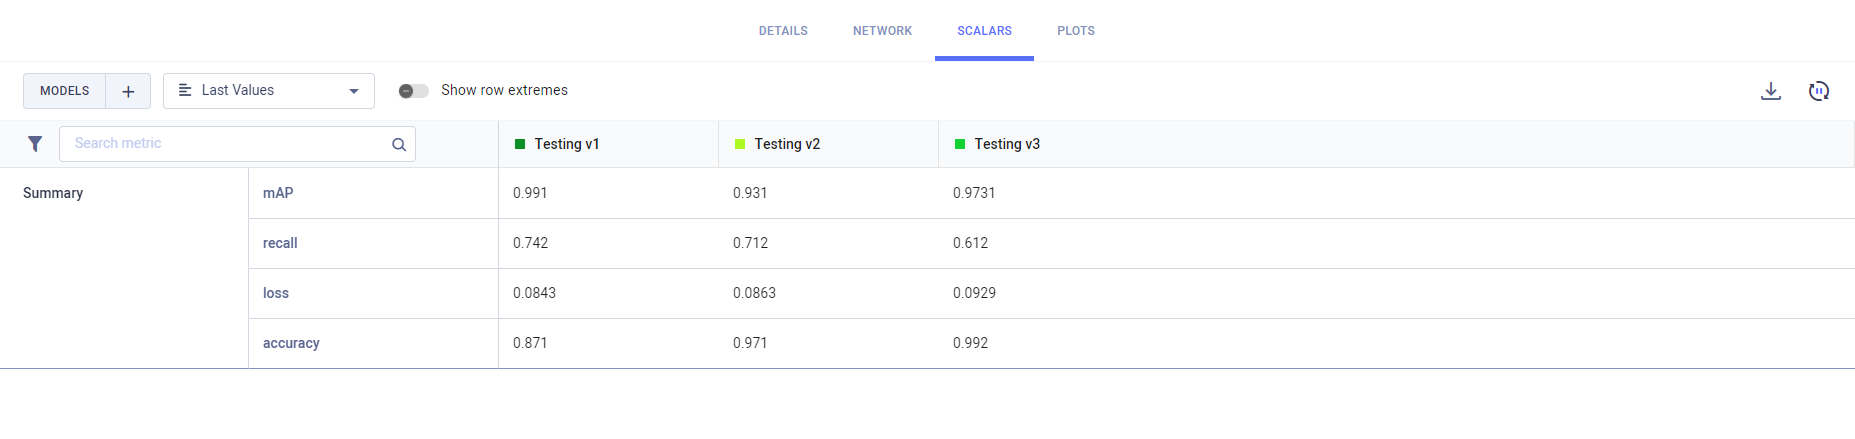 DETAILS NETWORK SCALARS PLOTS
MODELS + Last Values Show row extremes
Search metric Testing v1 Testing v2 Testing v3
Summary mAP 0.991 0.931 0.9731
recall 0.742 0.712 0.612
loss 0.0843 0.0863 0.0929
accuracy 0.871 0.971 0.992